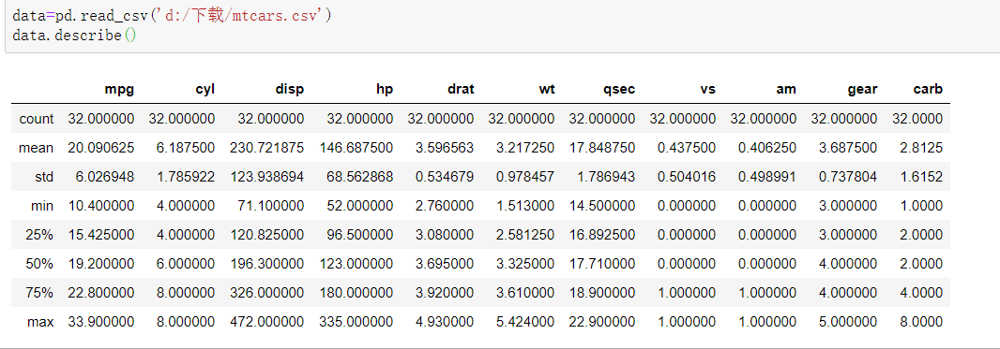 data=pd.read_csv('d:/下载/mtcars.csv')
data.describe()
mpg cyl disp hp drat wt qsec vs am gear carb
count 32.000000 32.000000 32.000000 32.000000 32.000000 32.000000 32.000000 32.000000 32.000000 32.000000 32.0000
mean 20.090625 6.187500 230.721875 146.687500 3.596563 3.217250 17.848750 0.437500 0.406250 3.687500 2.8125
std 6.026948 1.785922 123.938694 68.562868 0.534679 0.978457 1.786943 0.504016 0.498991 0.737804 1.6152
min 10.400000 4.000000 71.100000 52.000000 2.760000 1.513000 14.500000 0.000000 0.000000 3.000000 1.0000
25% 15.425000 4.000000 120.825000 96.500000 3.080000 2.581250 16.892500 0.000000 0.000000 3.000000 2.0000
50% 19.200000 6.000000 196.300000 123.000000 3.695000 3.325000 17.710000 0.000000 0.000000 4.000000 2.0000
75% 22.800000 8.000000 326.000000 180.000000 3.920000 3.610000 18.900000 1.000000 1.000000 4.000000 4.0000
max 33.900000 8.000000 472.000000 335.000000 4.930000 5.424000 22.900000 1.000000 1.000000 5.000000 8.0000